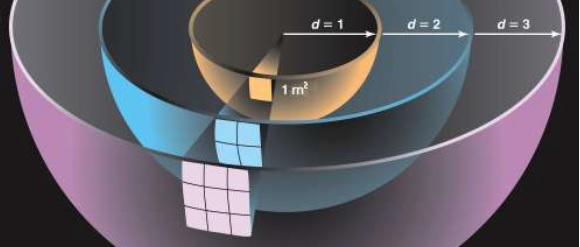 d = 1
d = 2
d = 3
1 m²